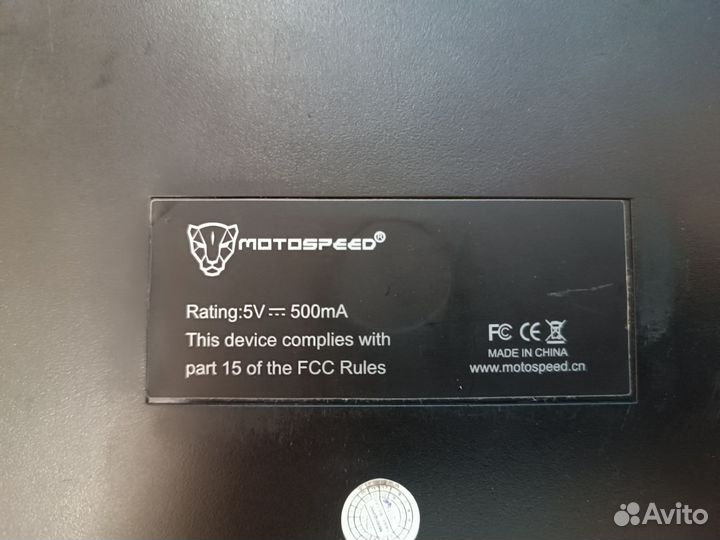 MOTOSPEED®
Rating:5V ⎓ 500mA
This device complies with
part 15 of the FCC Rules
FC CE
MADE IN CHINA
www.motospeed.cn
Avito